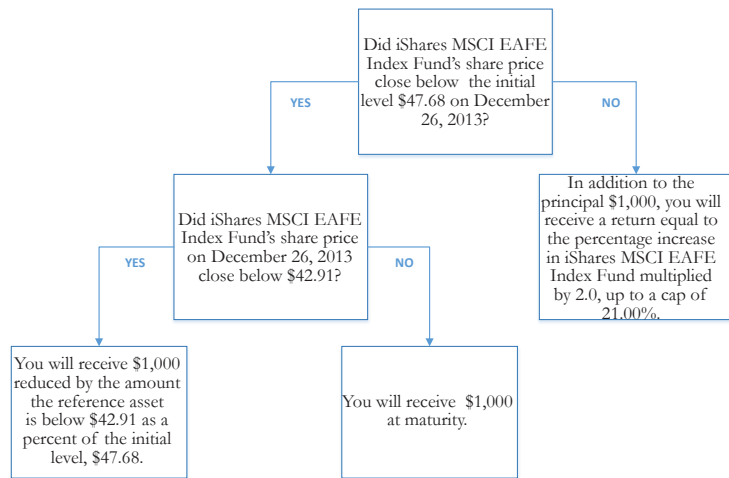 Did iShares MSCI EAFE
Index Fund's share price
close below the initial
level $47.68 on December
26, 2013?
YES
NO
Did iShares MSCI EAFE
Index Fund's share price
on December 26, 2013
close below $42.91?
In addition to the
principal $1,000, you will
receive a return equal to
the percentage increase
in iShares MSCI EAFE
Index Fund multiplied
by 2.0, up to a cap of
21.00%.
YES
NO
You will receive $1,000
reduced by the amount
the reference asset
is below $42.91 as a
percent of the initial
level, $47.68.
You will receive $1,000
at maturity.